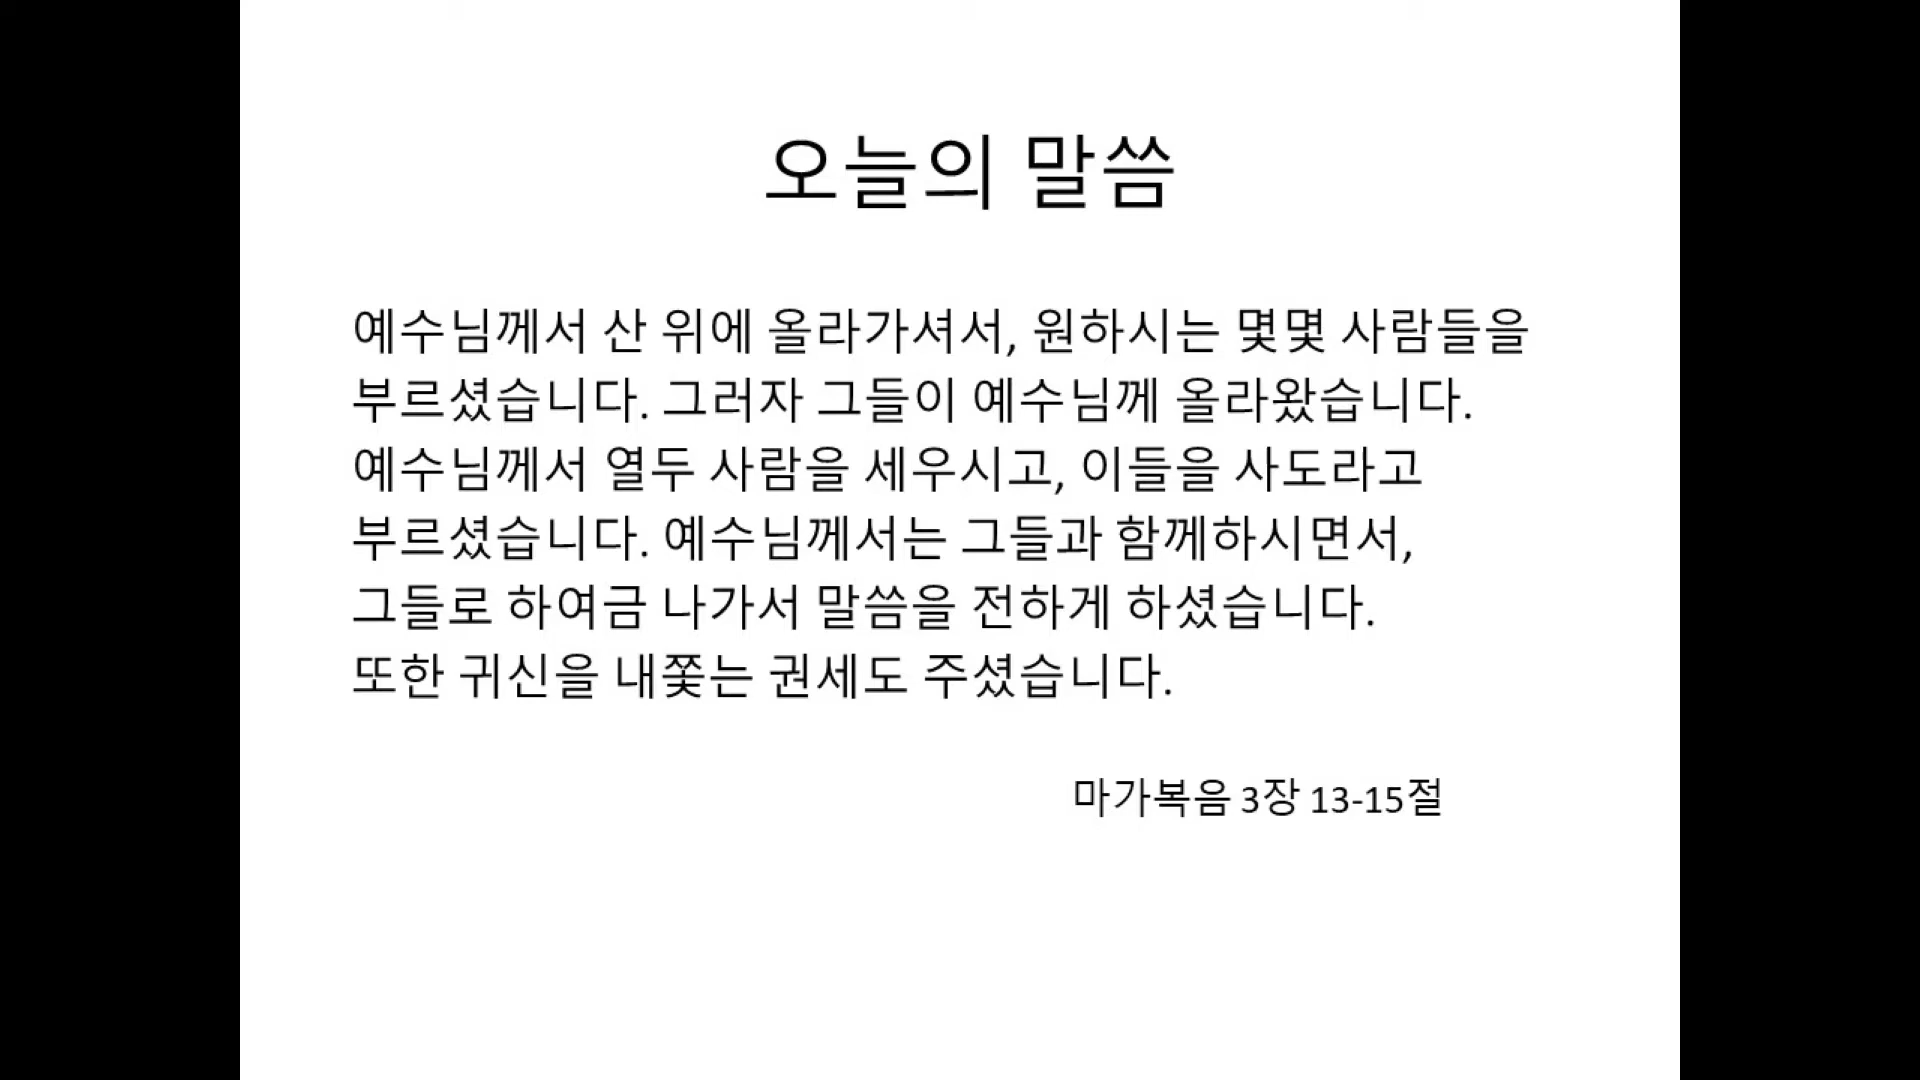 오늘의 말씀
예수님께서 산 위에 올라가셔서, 원하시는 몇몇 사람들을
부르셨습니다. 그러자 그들이 예수님께 올라왔습니다.
예수님께서 열두 사람을 세우시고, 이들을 사도라고
부르셨습니다. 예수님께서는 그들과 함께하시면서,
그들로 하여금 나가서 말씀을 전하게 하셨습니다.
또한 귀신을 내쫓는 권세도 주셨습니다.
마가복음 3장 13-15절